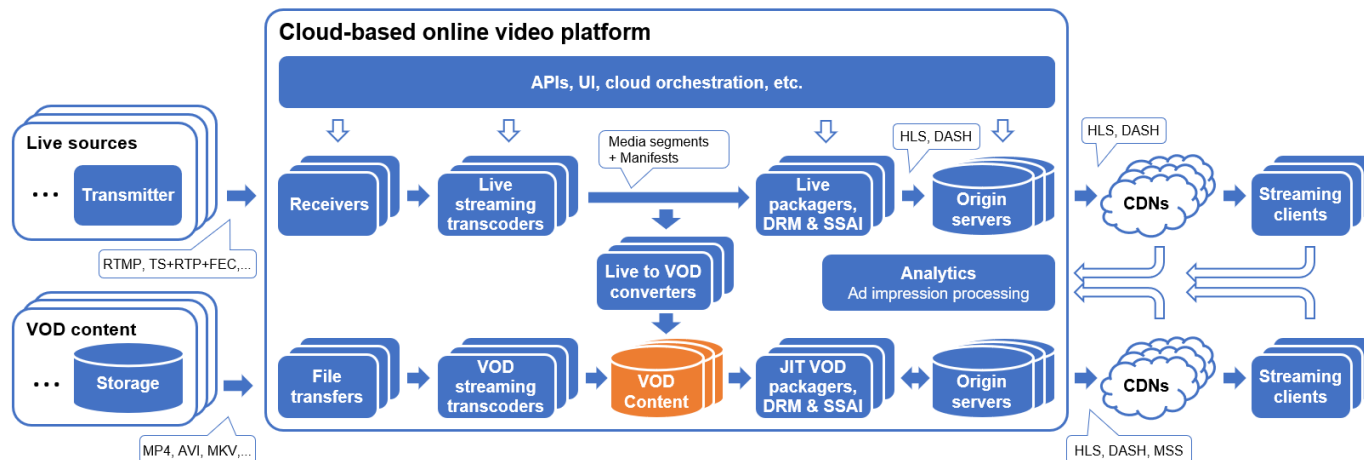 Cloud-based online video platform
APIs, UI, cloud orchestration, etc.
Live sources
Transmitter
RTMP, TS+RTP+FEC,...
Receivers
Live
streaming
transcoders
Media segments
+ Manifests
Live
packagers,
DRM & SSAI
HLS, DASH
Origin
servers
HLS, DASH
CDNs
Streaming
clients
Live to VOD
converters
Analytics
Ad impression processing
VOD content
Storage
MP4, AVI, MKV,...
File
transfers
VOD
streaming
transcoders
VOD
Content
JIT VOD
packagers,
DRM & SSAI
Origin
servers
HLS, DASH, MSS
CDNs
Streaming
clients